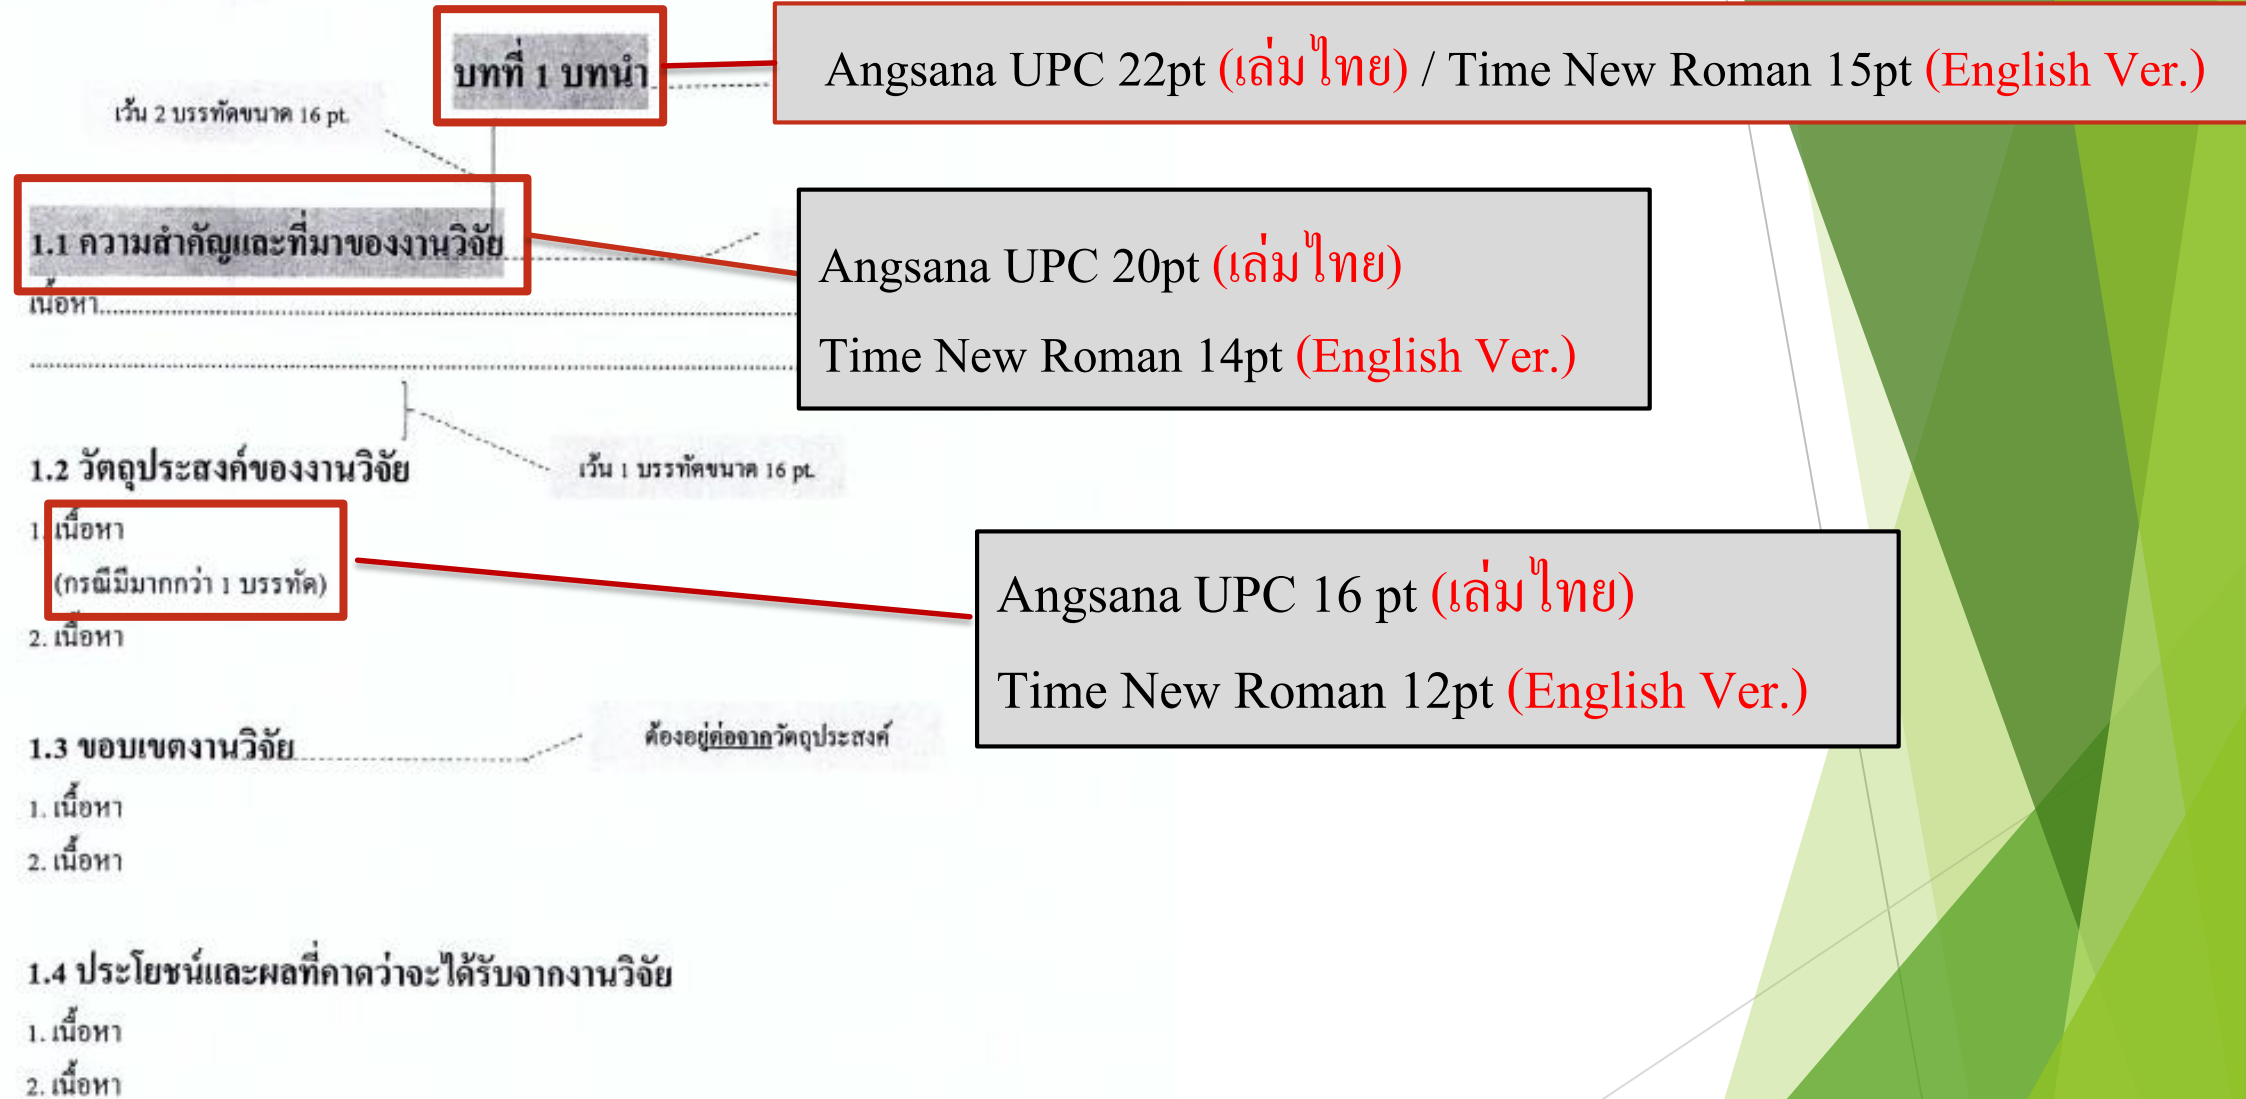 บทที่ 1 บทนำ
Angsana UPC 22pt (เล่มไทย) / Time New Roman 15pt (English Ver.)
เว้น 2 บรรทัดขนาด 16 pt.
1.1 ความสำคัญและที่มาของงานวิจัย
เนื้อหา
Angsana UPC 20pt (เล่มไทย)
Time New Roman 14pt (English Ver.)
1.2 วัตถุประสงค์ของงานวิจัย
เว้น 1 บรรทัดขนาด 16 pt.
1. เนื้อหา
(กรณีมีมากกว่า 1 บรรทัด)
2. เนื้อหา
Angsana UPC 16 pt (เล่มไทย)
Time New Roman 12pt (English Ver.)
1.3 ขอบเขตงานวิจัย
ต้องอยู่ต่อจากวัตถุประสงค์
1. เนื้อหา
2. เนื้อหา
1.4 ประโยชน์และผลที่คาดว่าจะได้รับจากงานวิจัย
1. เนื้อหา
2. เนื้อหา